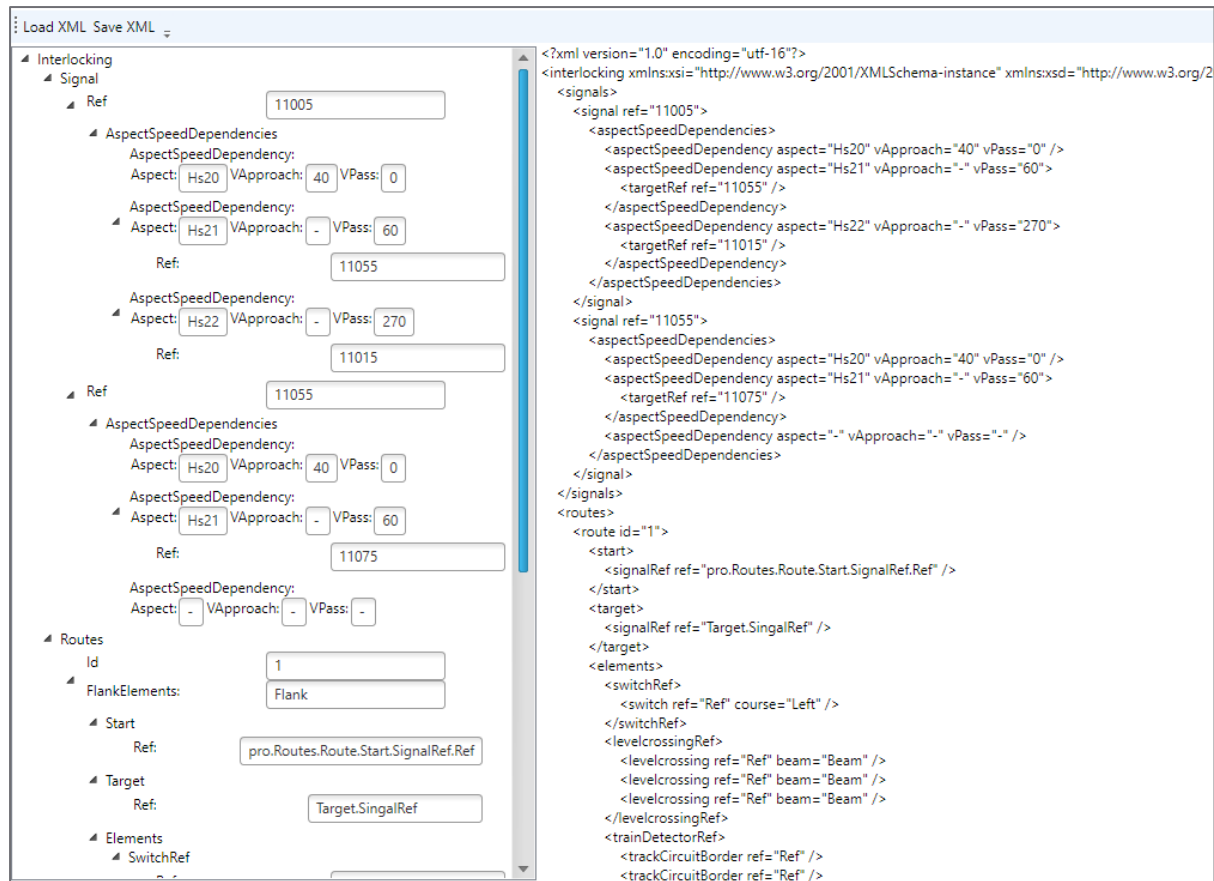 Load XML Save XML
Interlocking
Signal
Ref 11005
AspectSpeedDependencies
AspectSpeedDependency:
Aspect: Hs20 VApproach: 40 VPass: 0
AspectSpeedDependency:
Aspect: Hs21 VApproach: - VPass: 60
Ref: 11055
AspectSpeedDependency:
Aspect: Hs22 VApproach: - VPass: 270
Ref: 11015
Ref 11055
AspectSpeedDependencies
AspectSpeedDependency:
Aspect: Hs20 VApproach: 40 VPass: 0
AspectSpeedDependency:
Aspect: Hs21 VApproach: - VPass: 60
Ref: 11075
AspectSpeedDependency:
Aspect: - VApproach: - VPass: -
Routes
Id 1
FlankElements: Flank
Start
Ref: pro.Routes.Route.Start.SignalRef.Ref
Target
Ref: Target.SingalRef
Elements
SwitchRef
<?xml version="1.0" encoding="utf-16"?>
<interlocking xmlns:xsi="http://www.w3.org/2001/XMLSchema-instance" xmlns:xsd="http://www.w3.org/2
<signals>
<signal ref="11005">
<aspectSpeedDependencies>
<aspectSpeedDependency aspect="Hs20" vApproach="40" vPass="0" />
<aspectSpeedDependency aspect="Hs21" vApproach="-" vPass="60">
<targetRef ref="11055" />
</aspectSpeedDependency>
<aspectSpeedDependency aspect="Hs22" vApproach="-" vPass="270">
<targetRef ref="11015" />
</aspectSpeedDependency>
</aspectSpeedDependencies>
</signal>
<signal ref="11055">
<aspectSpeedDependencies>
<aspectSpeedDependency aspect="Hs20" vApproach="40" vPass="0" />
<aspectSpeedDependency aspect="Hs21" vApproach="-" vPass="60">
<targetRef ref="11075" />
</aspectSpeedDependency>
<aspectSpeedDependency aspect="-" vApproach="-" vPass="-" />
</aspectSpeedDependencies>
</signal>
</signals>
<routes>
<route id="1">
<start>
<signalRef ref="pro.Routes.Route.Start.SignalRef.Ref" />
</start>
<target>
<signalRef ref="Target.SingalRef" />
</target>
<elements>
<switchRef>
<switch ref="Ref" course="Left" />
</switchRef>
<levelcrossingRef>
<levelcrossing ref="Ref" beam="Beam" />
<levelcrossing ref="Ref" beam="Beam" />
<levelcrossing ref="Ref" beam="Beam" />
</levelcrossingRef>
<trainDetectorRef>
<trackCircuitBorder ref="Ref" />
<trackCircuitBorder ref="Ref" />